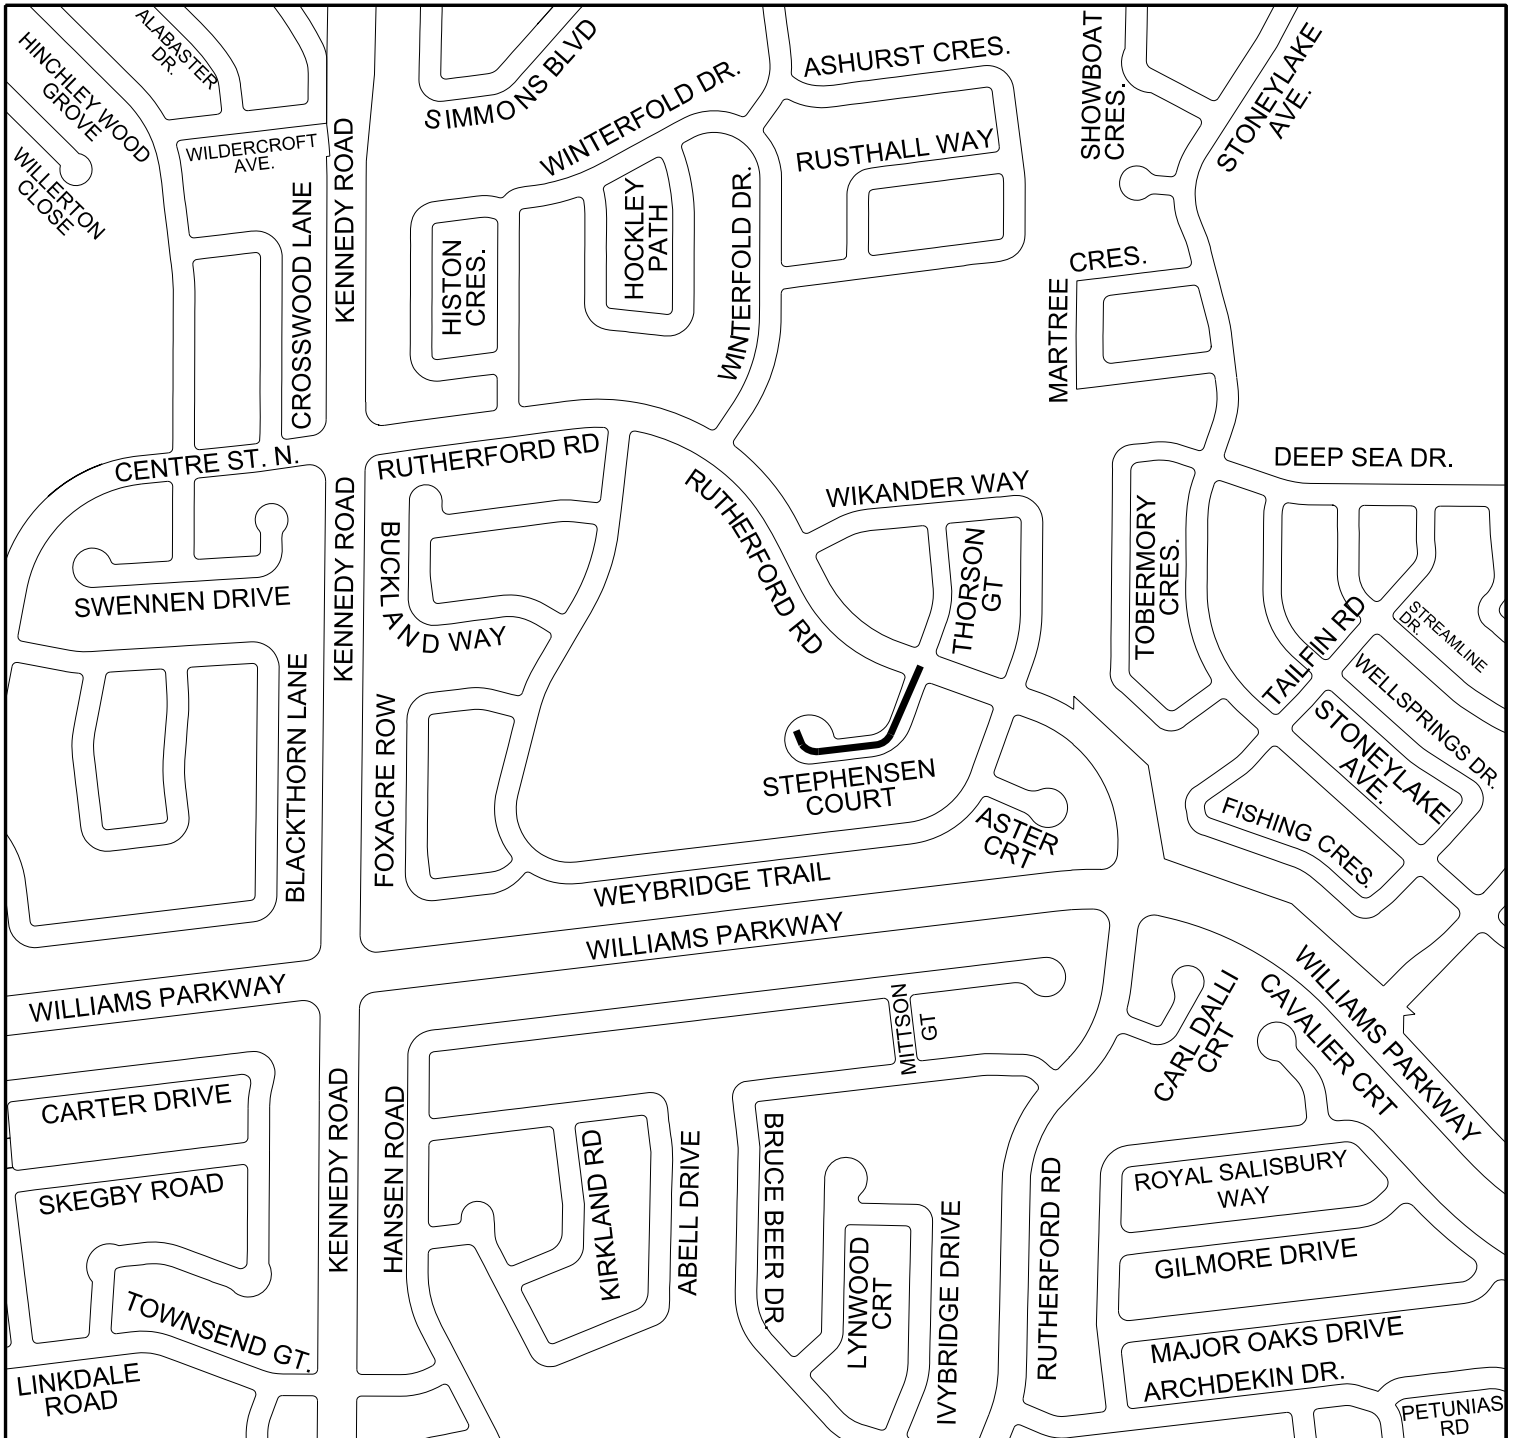 ALABASTER
DR.
HINCHLEY WOOD
GROVE
WILLERTON
CLOSE
WILDERCROFT
AVE.
CROSSWOOD LANE
KENNEDY ROAD
SIMMONS BLVD
WINTERFOLD DR.
ASHURST CRES.
RUSTHALL WAY
SHOWBOAT
CRES.
STONEYLAKE
AVE.
HISTON
CRES.
HOCKLEY
PATH
WINTERFOLD DR.
MARTREE
CRES.
CENTRE ST. N.
RUTHERFORD RD
DEEP SEA DR.
KENNEDY ROAD
BUCKLAND WAY
RUTHERFORD RD
WIKANDER WAY
THORSON
GT
TOBERMORY
CRES.
SWENNEN DRIVE
TAILFIN RD
STREAMLINE
DR.
WELLSPRINGS DR.
STONEYLAKE
AVE.
BLACKTHORN LANE
FOXACRE ROW
STEPHENSEN
COURT
ASTER
CRT
FISHING CRES.
WEYBRIDGE TRAIL
WILLIAMS PARKWAY
WILLIAMS PARKWAY
MITTSON
GT
CARL DALLI
CRT
CAVALIER CRT
WILLIAMS PARKWAY
CARTER DRIVE
SKEGBY ROAD
KENNEDY ROAD
HANSEN ROAD
KIRKLAND RD
ABELL DRIVE
BRUCE BEER DR.
LYNWOOD
CRT
IVYBRIDGE DRIVE
RUTHERFORD RD
ROYAL SALISBURY
WAY
GILMORE DRIVE
TOWNSEND GT.
LINKDALE
ROAD
MAJOR OAKS DRIVE
ARCHDEKIN DR.
PETUNIAS
RD